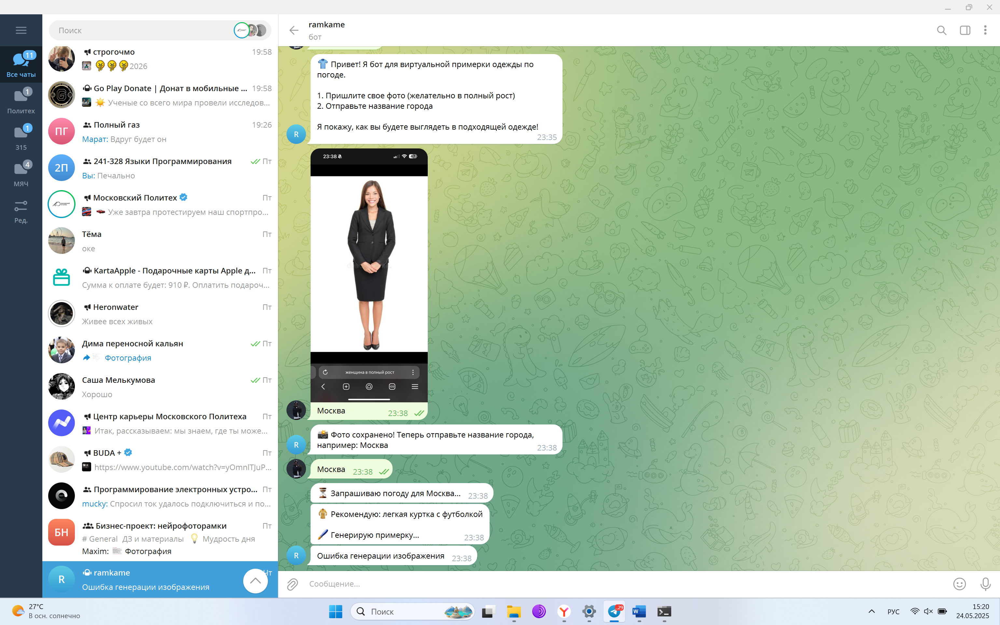 Поиск
11
Все чаты
1
Политех
1
315
4
МЯЧ
Ред.
строгочмо 19:58
2026
Go Play Donate | Донат в мобильные ... 19:58
Ученые со всего мира провели исследов...
ПГ
Полный газ 19:26
Марат: Вдруг будет он
2П
241-328 Языки Программирования Пт
Вы: Печально
Московский Политех Пт
Уже завтра протестируем наш спортпро...
Тёма Пт
оке
KartaApple - Подарочные карты Apple д... Пт
Сумма к оплате будет: 910 ₽. Оплатить подароч...
Heronwater Пт
Живее всех живых
Дима переносной кальян Пт
Фотография
Саша Мелькумова Пт
Хорошо
Центр карьеры Московского Политеха Пт
Итак, рассказываем: мы знаем, где ты може...
BUDA + Пт
https://www.youtube.com/watch?v=yOmnlTJuP...
Программирование электронных устро... Пт
mucky: Спросил ток удалось подключиться и по...
БН
Бизнес-проект: нейрофоторамки Пт
# General ДЗ и материалы Мудрость дня
Maxim: Фотография
R
ramkame Чт
Ошибка генерации изображения
ramkame
бот
Привет! Я бот для виртуальной примерки одежды по
погоде.
1. Пришлите свое фото (желательно в полный рост)
2. Отправьте название города
Я покажу, как вы будете выглядеть в подходящей одежде!
23:35
R
23:38
47
женщина в полный рост
Москва 23:38
Фото сохранено! Теперь отправьте название города,
например: Москва 23:38
R
Москва 23:38
Запрашиваю погоду для Москва... 23:38
Рекомендую: легкая куртка с футболкой
Генерирую примерку... 23:38
R
Ошибка генерации изображения 23:38
Сообщение...
27°C
В осн. солнечно
Поиск
..29
РУС
15:20
24.05.2025